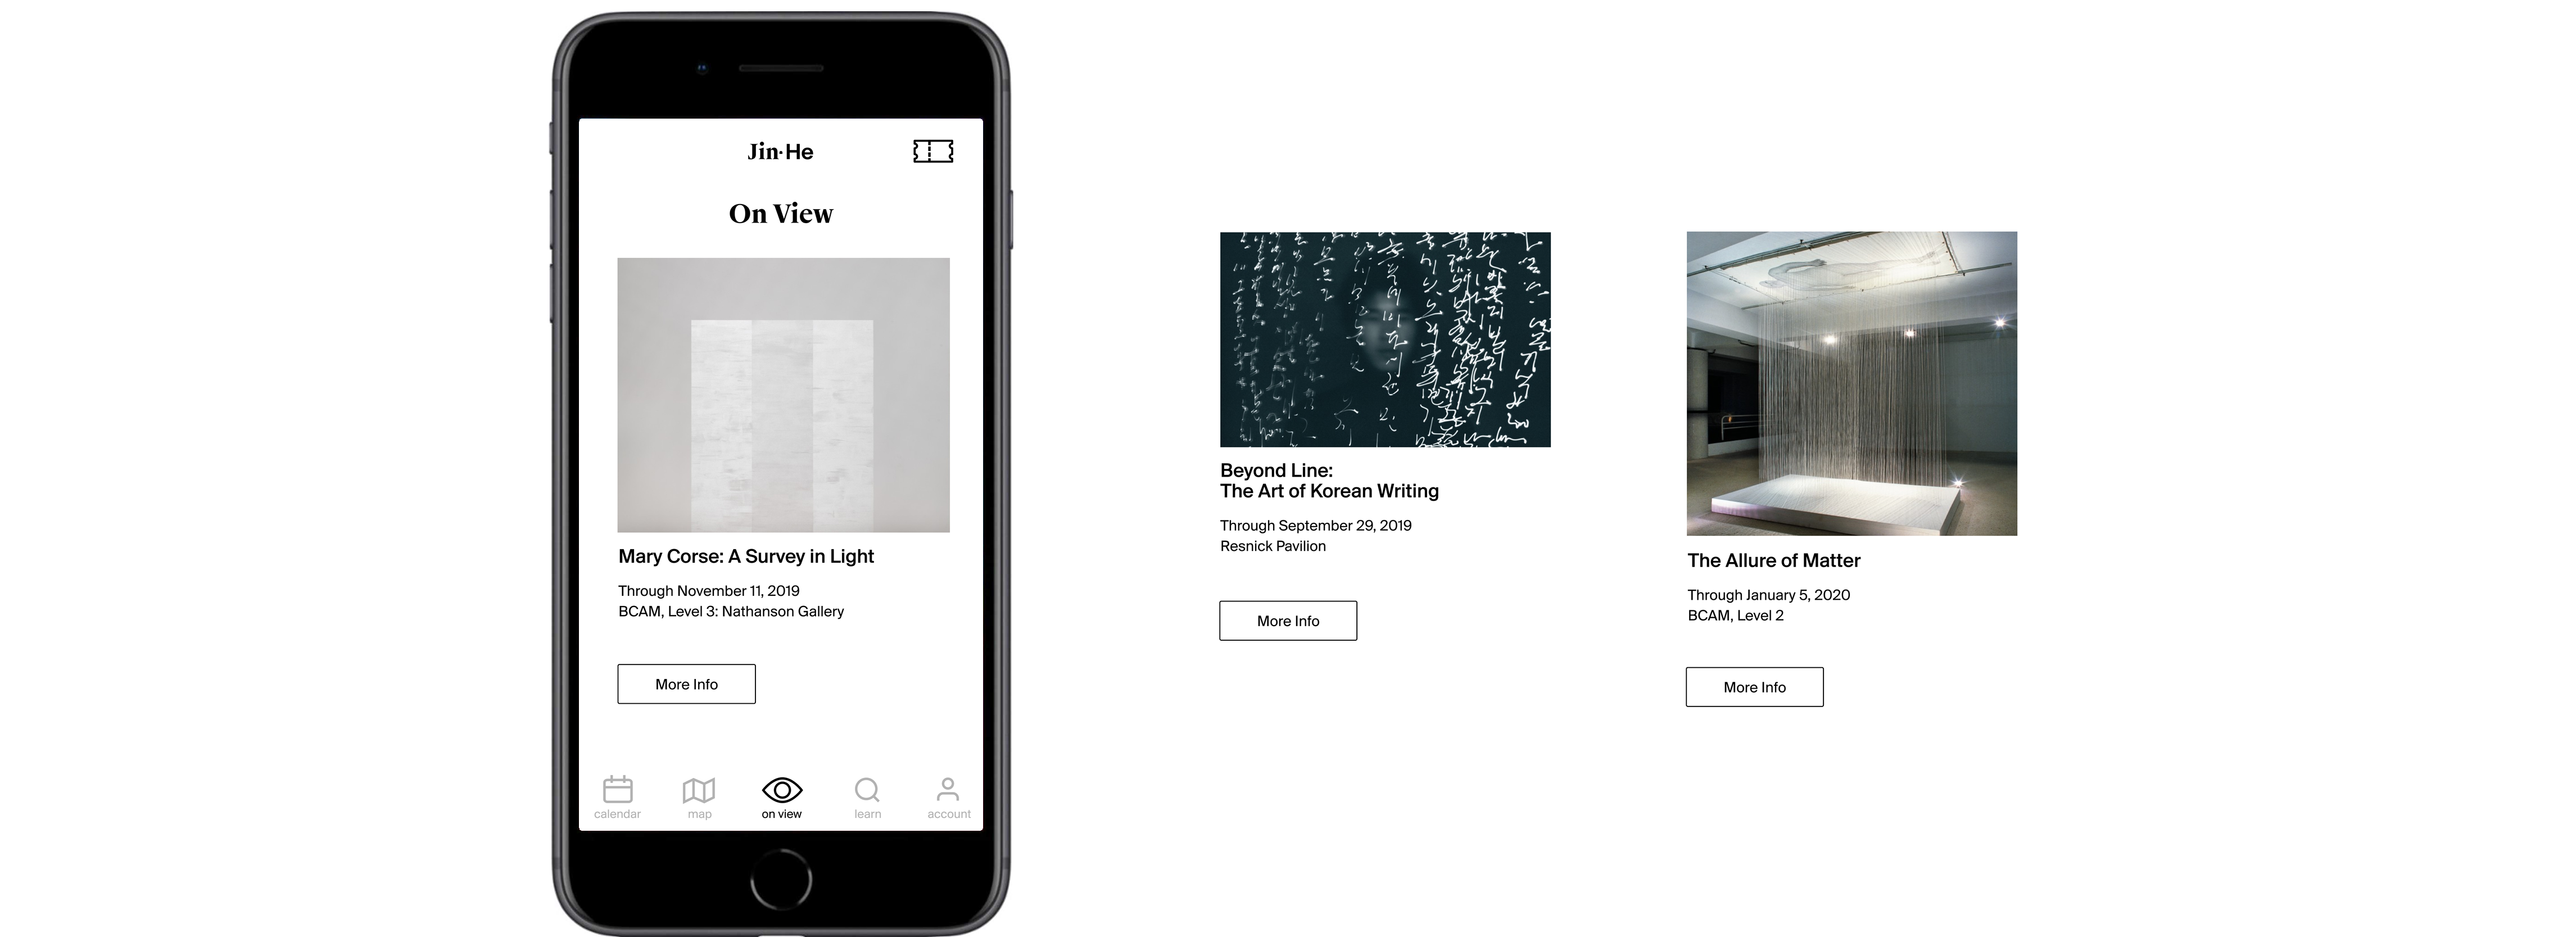 Jin·He
On View
Mary Corse: A Survey in Light
Through November 11, 2019
BCAM, Level 3: Nathanson Gallery
More Info
calendar
map
on view
learn
account
Beyond Line:
The Art of Korean Writing
Through September 29, 2019
Resnick Pavilion
More Info
The Allure of Matter
Through January 5, 2020
BCAM, Level 2
More Info